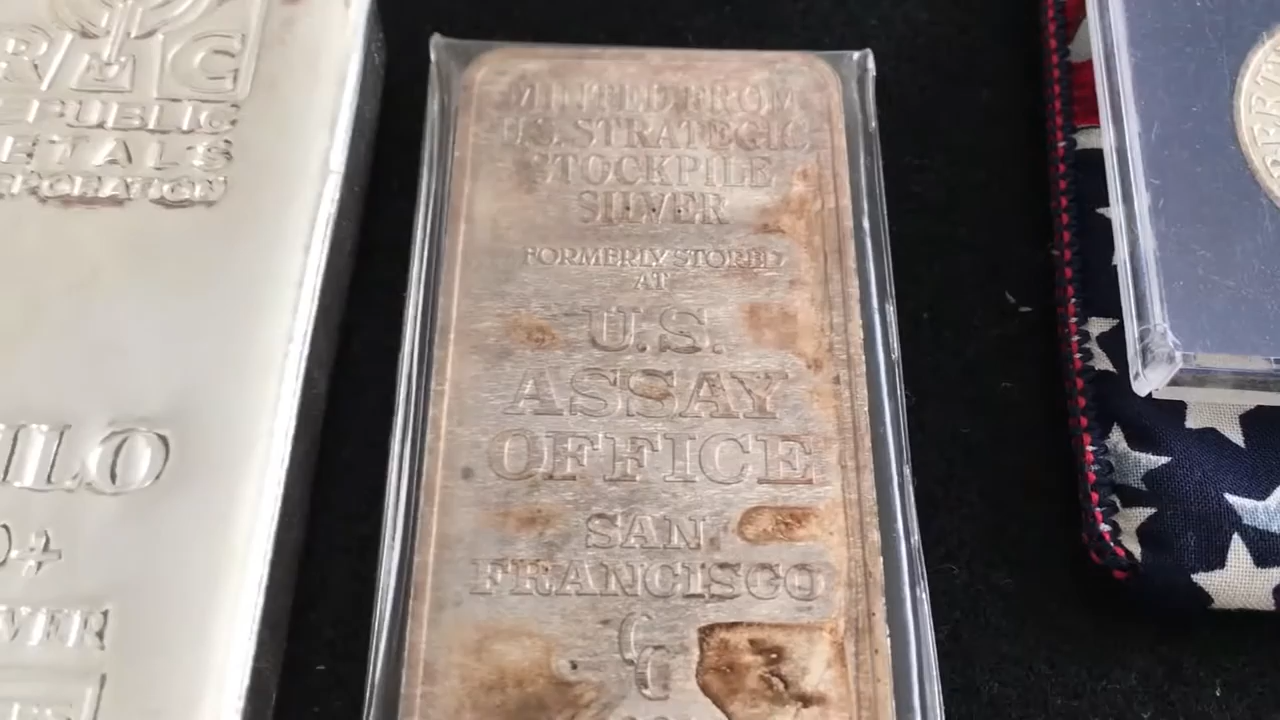 MINTED FROM
U.S. STRATEGIC
STOCKPILE
SILVER
FORMERLY STORED
AT
U.S.
ASSAY
OFFICE
SAN
FRANCISCO
R M C
REPUBLIC
METALS
CORPORATION
KILO